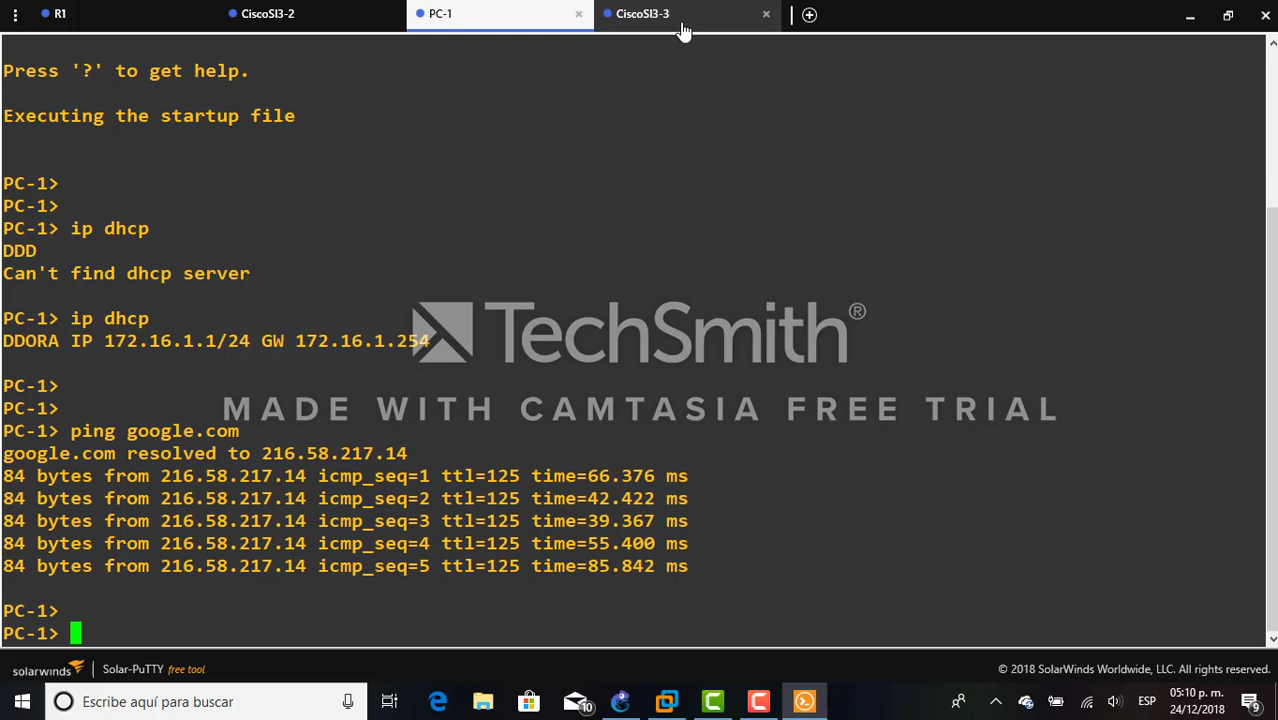 R1
CiscoSl3-2
PC-1
CiscoSl3-3
Press '?' to get help.
Executing the startup file
PC-1>
PC-1>
PC-1> ip dhcp
DDD
Can't find dhcp server
PC-1> ip dhcp
DDORA IP 172.16.1.1/24 GW 172.16.1.254
PC-1>
PC-1>
PC-1> ping google.com
google.com resolved to 216.58.217.14
84 bytes from 216.58.217.14 icmp_seq=1 ttl=125 time=66.376 ms
84 bytes from 216.58.217.14 icmp_seq=2 ttl=125 time=42.422 ms
84 bytes from 216.58.217.14 icmp_seq=3 ttl=125 time=39.367 ms
84 bytes from 216.58.217.14 icmp_seq=4 ttl=125 time=55.400 ms
84 bytes from 216.58.217.14 icmp_seq=5 ttl=125 time=85.842 ms
PC-1>
PC-1>
TechSmith®
MADE WITH CAMTASIA FREE TRIAL
solarwinds
Solar-PuTTY free tool
© 2018 SolarWinds Worldwide, LLC. All rights reserved.
Escribe aquí para buscar
10
ESP
05:10 p. m.
24/12/2018
9